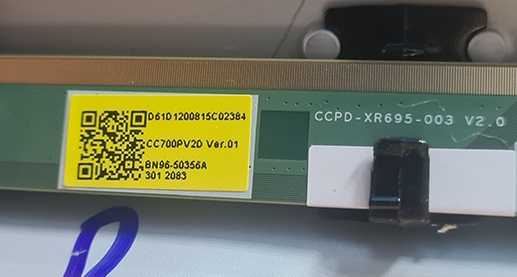 D61D1200815C02384
CC700PV2D Ver.01
BN96-50356A
301 2083
CCPD-XR695-003 V2.0